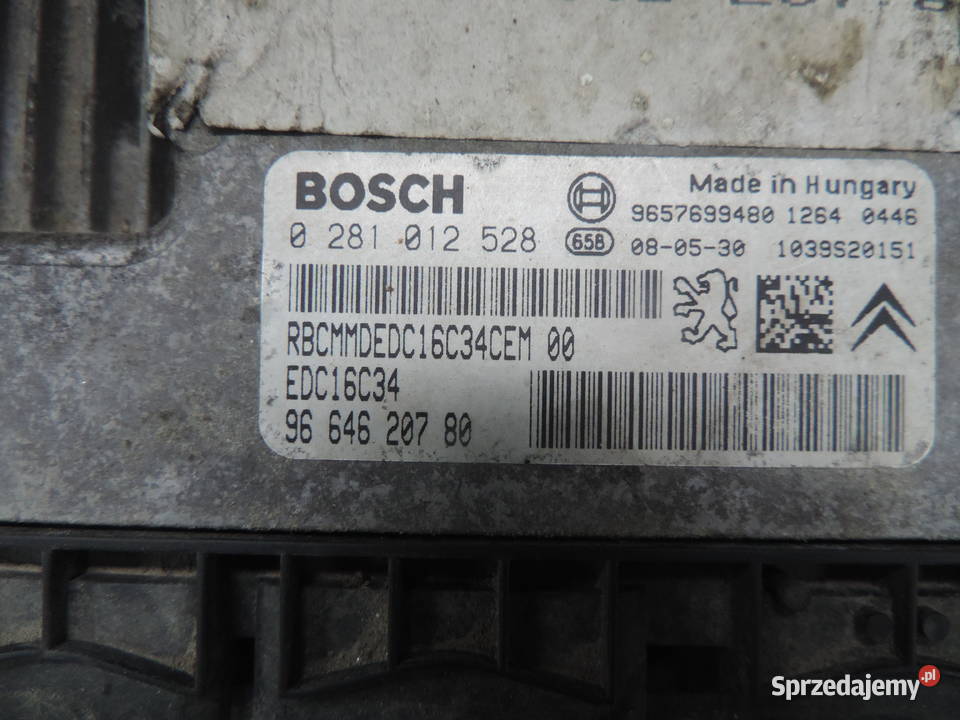 BOSCH
Made in Hungary
9657699480 1264 0446
0 281 012 528
658
08-05-30
1039S20151
RBCMMDEDC16C34CEM 00
EDC16C34
96 646 207 80
Sprzedajemy.pl